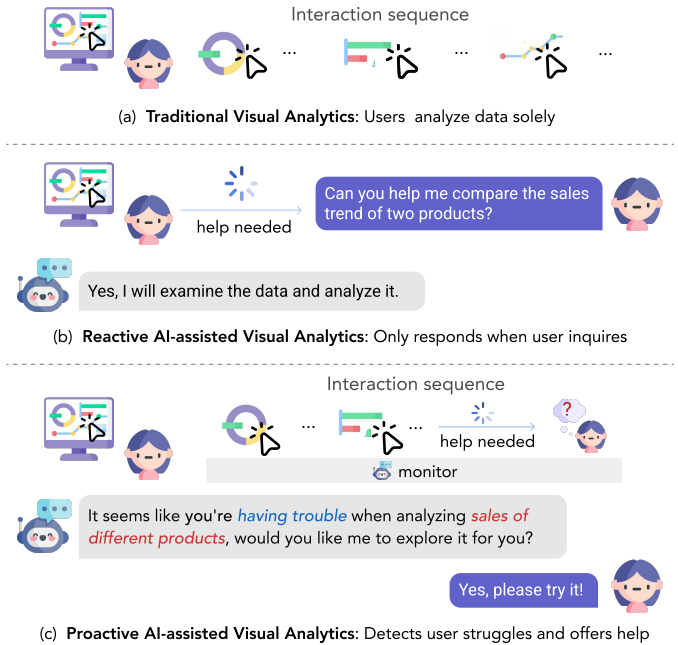 Interaction sequence
... ... ...
(a) Traditional Visual Analytics: Users analyze data solely
help needed
Can you help me compare the sales
trend of two products?
Yes, I will examine the data and analyze it.
(b) Reactive AI-assisted Visual Analytics: Only responds when user inquires
Interaction sequence
... ...
?
help needed
monitor
It seems like you're having trouble when analyzing sales of
different products, would you like me to explore it for you?
Yes, please try it!
(c) Proactive AI-assisted Visual Analytics: Detects user struggles and offers help